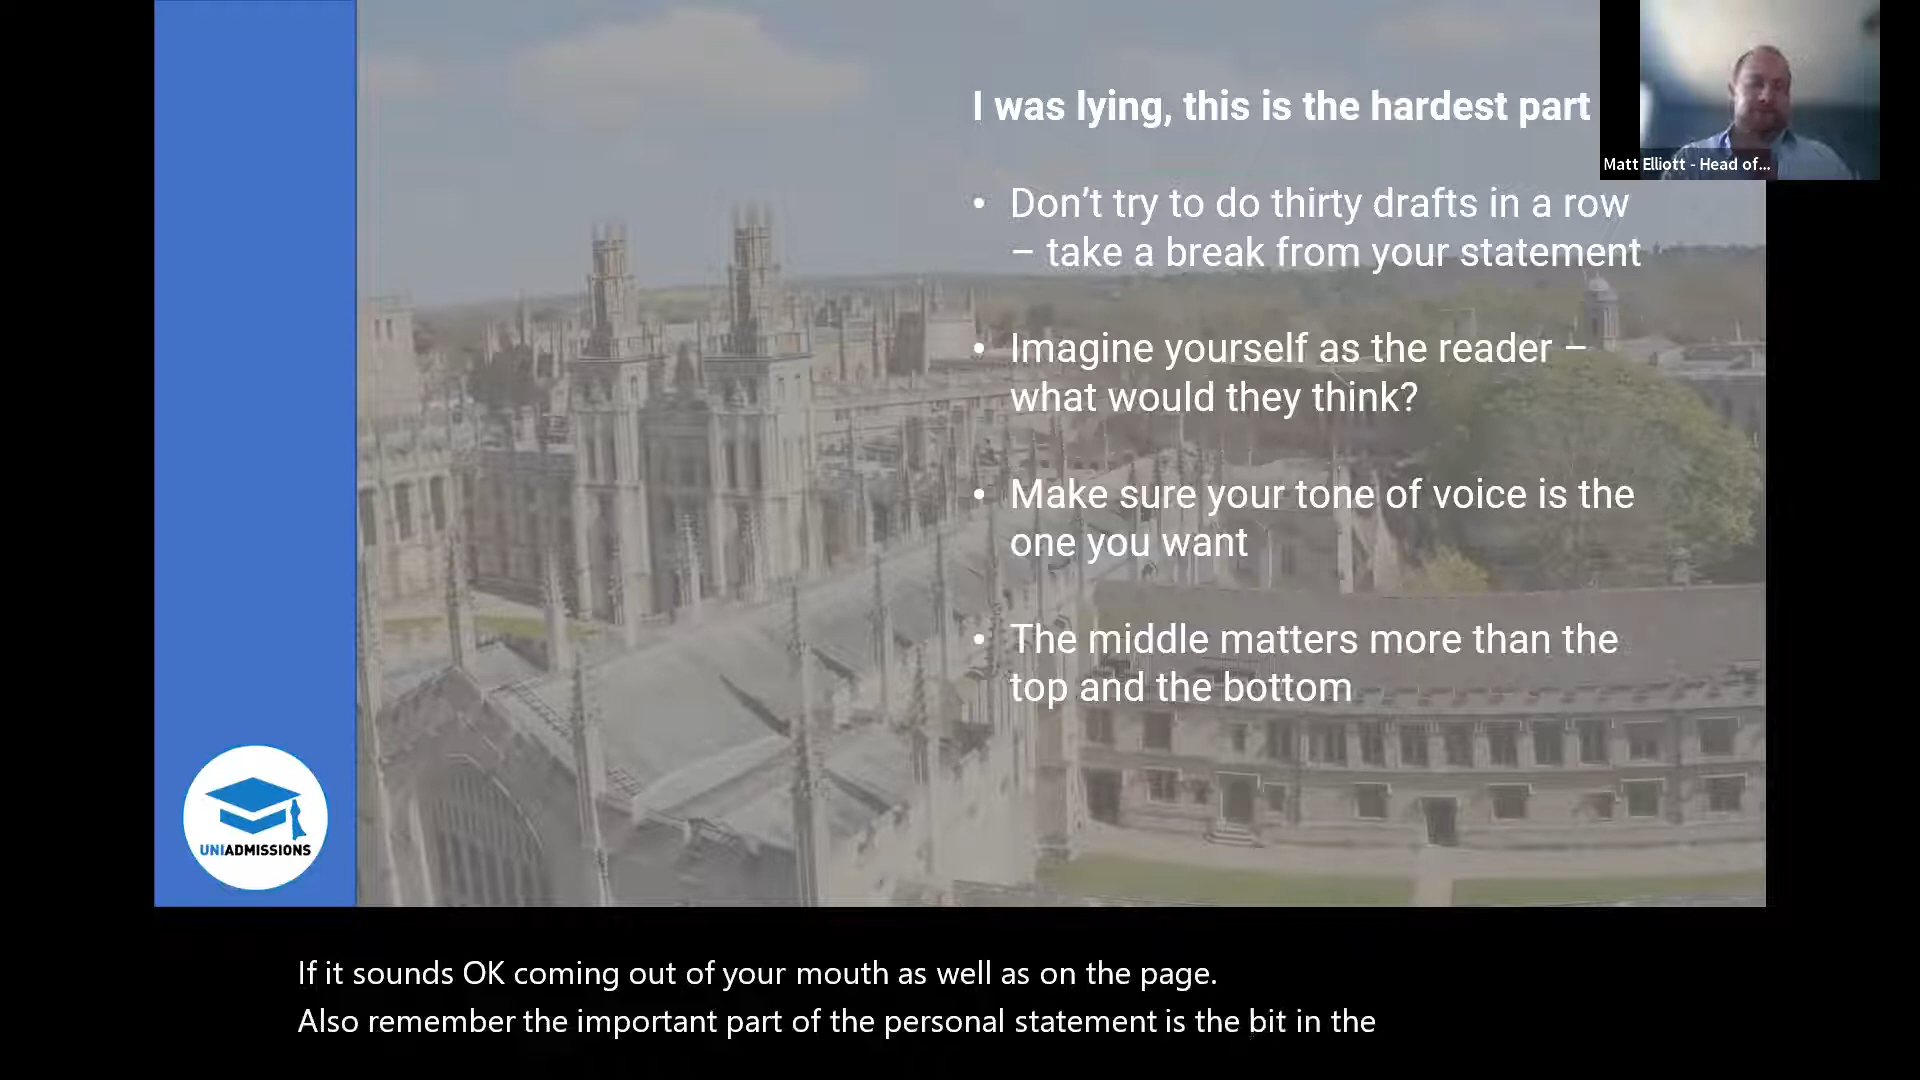 I was lying, this is the hardest part
Matt Elliott - Head of...
• Don’t try to do thirty drafts in a row
– take a break from your statement
• Imagine yourself as the reader –
what would they think?
• Make sure your tone of voice is the
one you want
• The middle matters more than the
top and the bottom
UNIADMISSIONS
If it sounds OK coming out of your mouth as well as on the page.
Also remember the important part of the personal statement is the bit in the